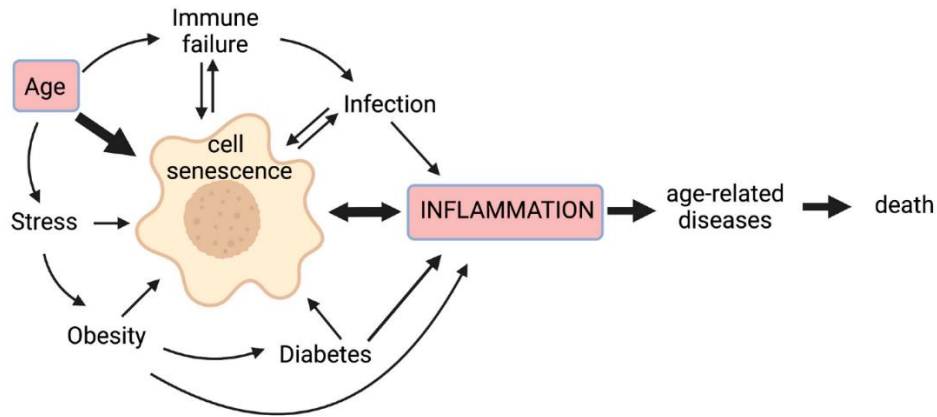 Immune
failure
Age
Infection
cell
senescence
Stress
INFLAMMATION
age-related
diseases
death
Obesity
Diabetes